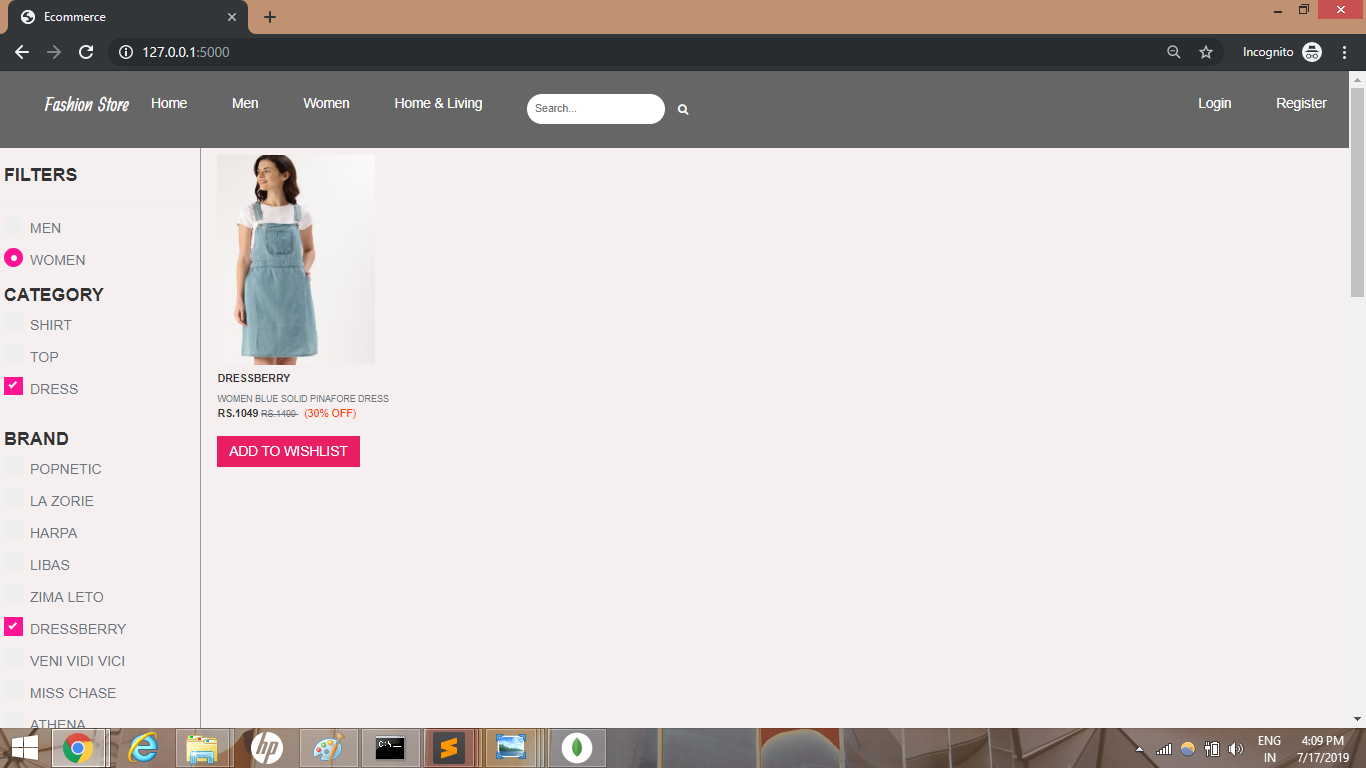 Ecommerce
127.0.0.1:5000
Incognito
Fashion Store Home Men Women Home & Living Search... Login Register
FILTERS
MEN
WOMEN
CATEGORY
SHIRT
TOP
DRESS
BRAND
POPNETIC
LA ZORIE
HARPA
LIBAS
ZIMA LETO
DRESSBERRY
VENI VIDI VICI
MISS CHASE
ATHENA
DRESSBERRY
WOMEN BLUE SOLID PINAFORE DRESS
RS.1049 RS.1499 (30% OFF)
ADD TO WISHLIST
hp
C:\_
ENG
IN
4:09 PM
7/17/2019